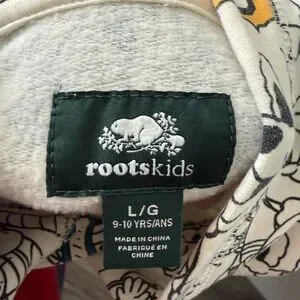 rootskids
L/G
9-10 YRS/ANS
MADE IN CHINA
FABRIQUÉ EN
CHINE